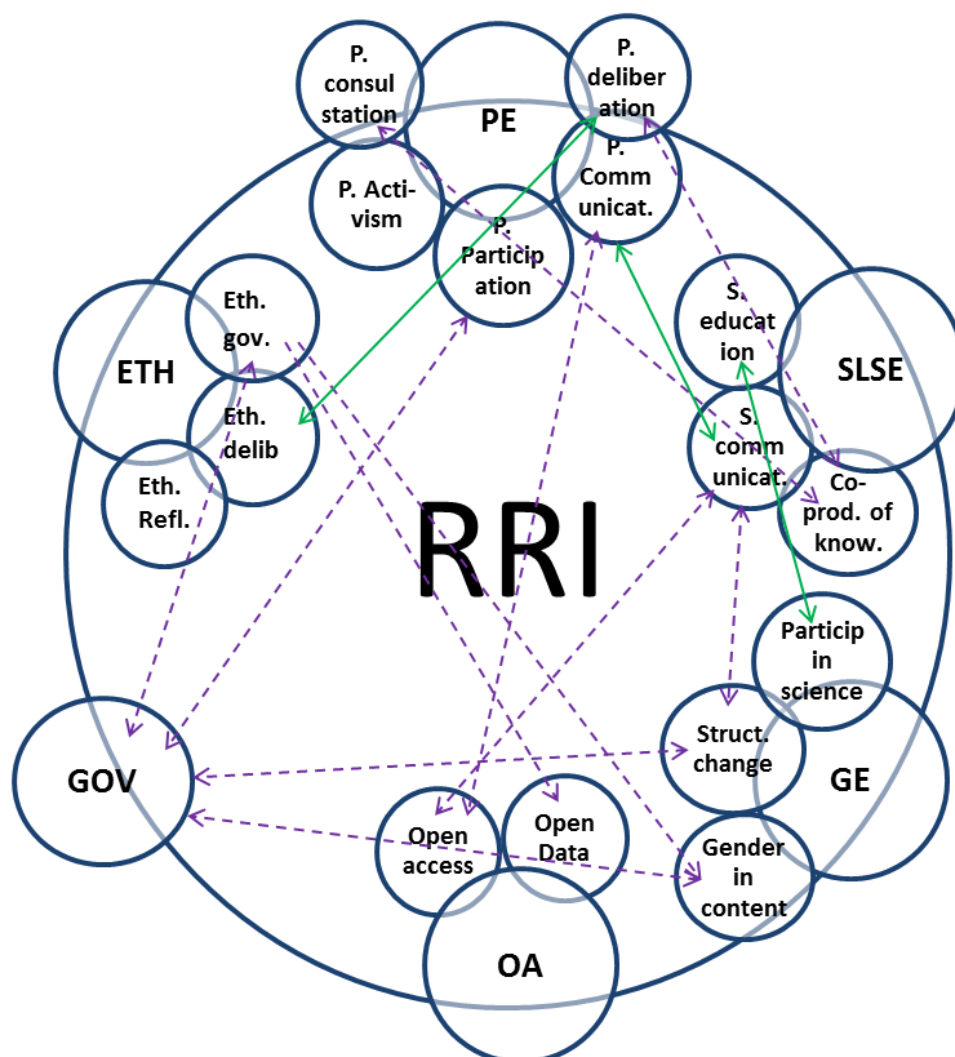 P.
consul
station
PE
P.
deliber
ation
P. Acti-
vism
P.
Comm
unicat.
P.
Particip
ation
ETH
Eth.
gov.
Eth.
delib
Eth.
Refl.
S.
educat
ion
SLSE
S.
comm
unicat.
Co-
prod. of
know.
RRI
Particip
in
science
GOV
Struct.
change
GE
Open
access
Open
Data
Gender
in
content
OA